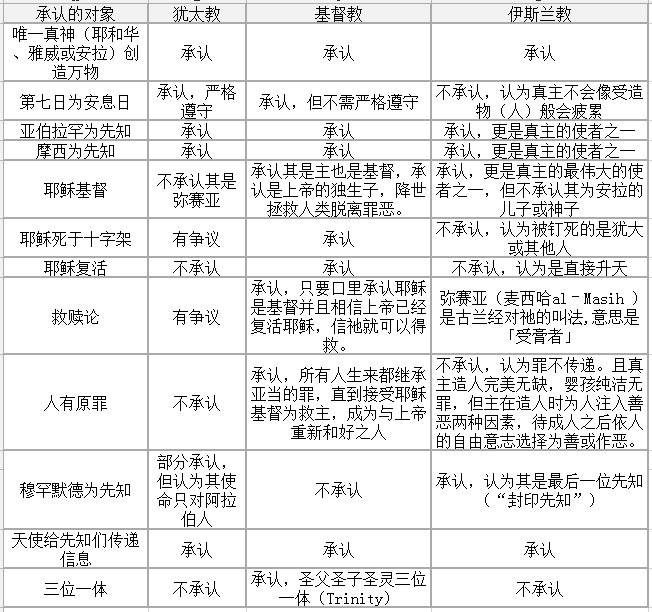 承认的对象
犹太教
基督教
伊斯兰教
唯一真神（耶和华
、雅威或安拉）创
造万物
承认
承认
承认
第七日为安息日
承认，严格
遵守
承认，但不需严格遵守
不承认，认为真主不会像受造
物（人）般会疲累
亚伯拉罕为先知
承认
承认
承认，更是真主的使者之一
摩西为先知
承认
承认
承认，更是真主的使者之一
耶稣基督
不承认其是
弥赛亚
承认其是主也是基督，承
认是上帝的独生子，降世
拯救人类脱离罪恶。
承认，更是真主的最伟大的使
者之一，但不承认其为安拉的
儿子或神子
耶稣死于十字架
有争议
承认
不承认，认为被钉死的是犹大
或其他人
耶稣复活
不承认
承认
不承认，认为是直接升天
救赎论
有争议
承认，只要口里承认耶稣
是基督并且相信上帝已经
复活耶稣，信祂就可以得
救。
弥赛亚（麦西哈al‐Masih ）
是古兰经对祂的叫法,意思是
「受膏者」
人有原罪
不承认
承认，所有人生来都继承
亚当的罪，直到接受耶稣
基督为救主，成为与上帝
重新和好之人
不承认，认为罪不传递。且真
主造人完美无缺，婴孩纯洁无
罪，但主在造人时为人注入善
恶两种因素，待成人之后依人
的自由意志选择为善或作恶。
穆罕默德为先知
部分承认，
但认为其使
命只对阿拉
伯人
不承认
承认，认为其是最后一位先知
（“封印先知”）
天使给先知们传递
信息
承认
承认
承认
三位一体
不承认
承认，圣父圣子圣灵三位
一体（Trinity）
不承认